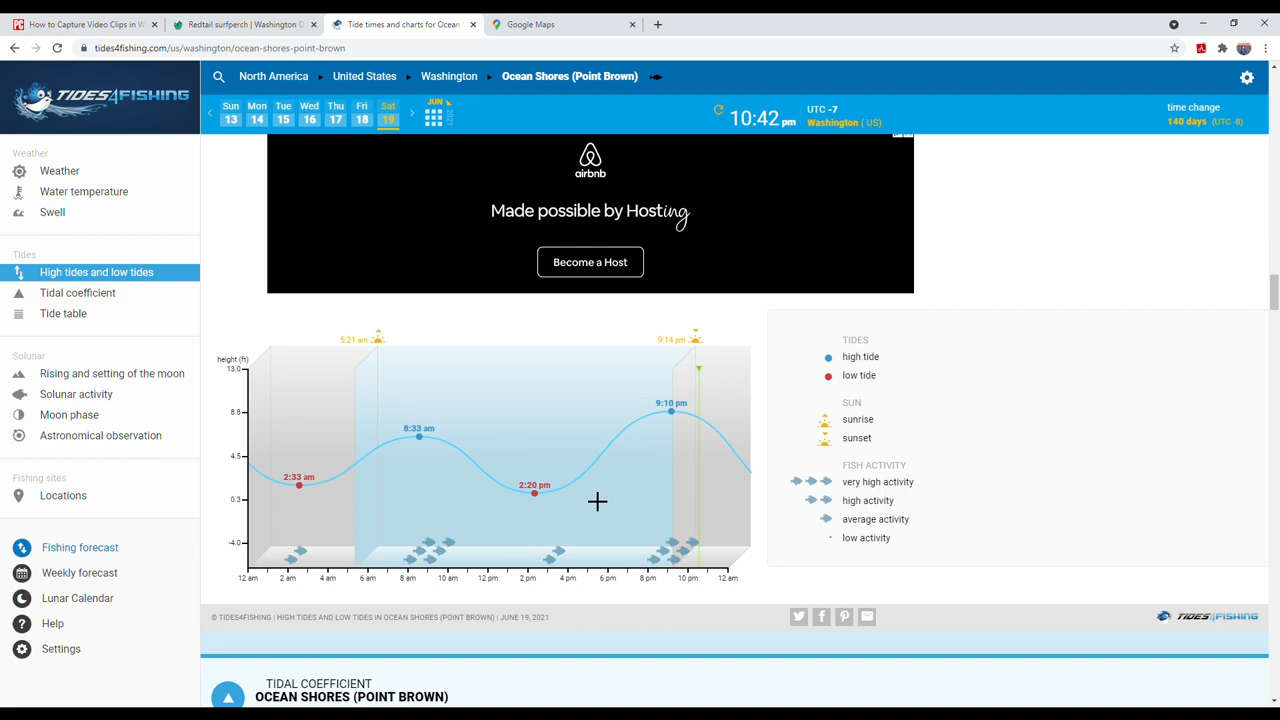 How to Capture Video Clips in W
Redtail surfperch | Washington D
Tide times and charts for Ocean
Google Maps
tides4fishing.com/us/washington/ocean-shores-point-brown
TIDES4FISHING
North America
United States
Washington
Ocean Shores (Point Brown)
Sun Mon Tue Wed Thu Fri Sat
13 14 15 16 17 18 19
JUN
2021
10:42 pm
UTC -7
Washington ( US)
time change
140 days (UTC -8)
Weather
Weather
Water temperature
Swell
Tides
High tides and low tides
Tidal coefficient
Tide table
Solunar
Rising and setting of the moon
Solunar activity
Moon phase
Astronomical observation
Fishing sites
Locations
Fishing forecast
Weekly forecast
Lunar Calendar
Help
Settings
airbnb
Made possible by Hosting
Become a Host
5:21 am
9:14 pm
height (ft)
13.0
8.8
4.5
0.3
-4.0
2:33 am
8:33 am
2:20 pm
9:10 pm
12 am 2 am 4 am 6 am 8 am 10 am 12 pm 2 pm 4 pm 6 pm 8 pm 10 pm 12 am
TIDES
high tide
low tide
SUN
sunrise
sunset
FISH ACTIVITY
very high activity
high activity
average activity
low activity
© TIDES4FISHING | HIGH TIDES AND LOW TIDES IN OCEAN SHORES (POINT BROWN) | JUNE 19, 2021
TIDES4FISHING
TIDAL COEFFICIENT
OCEAN SHORES (POINT BROWN)